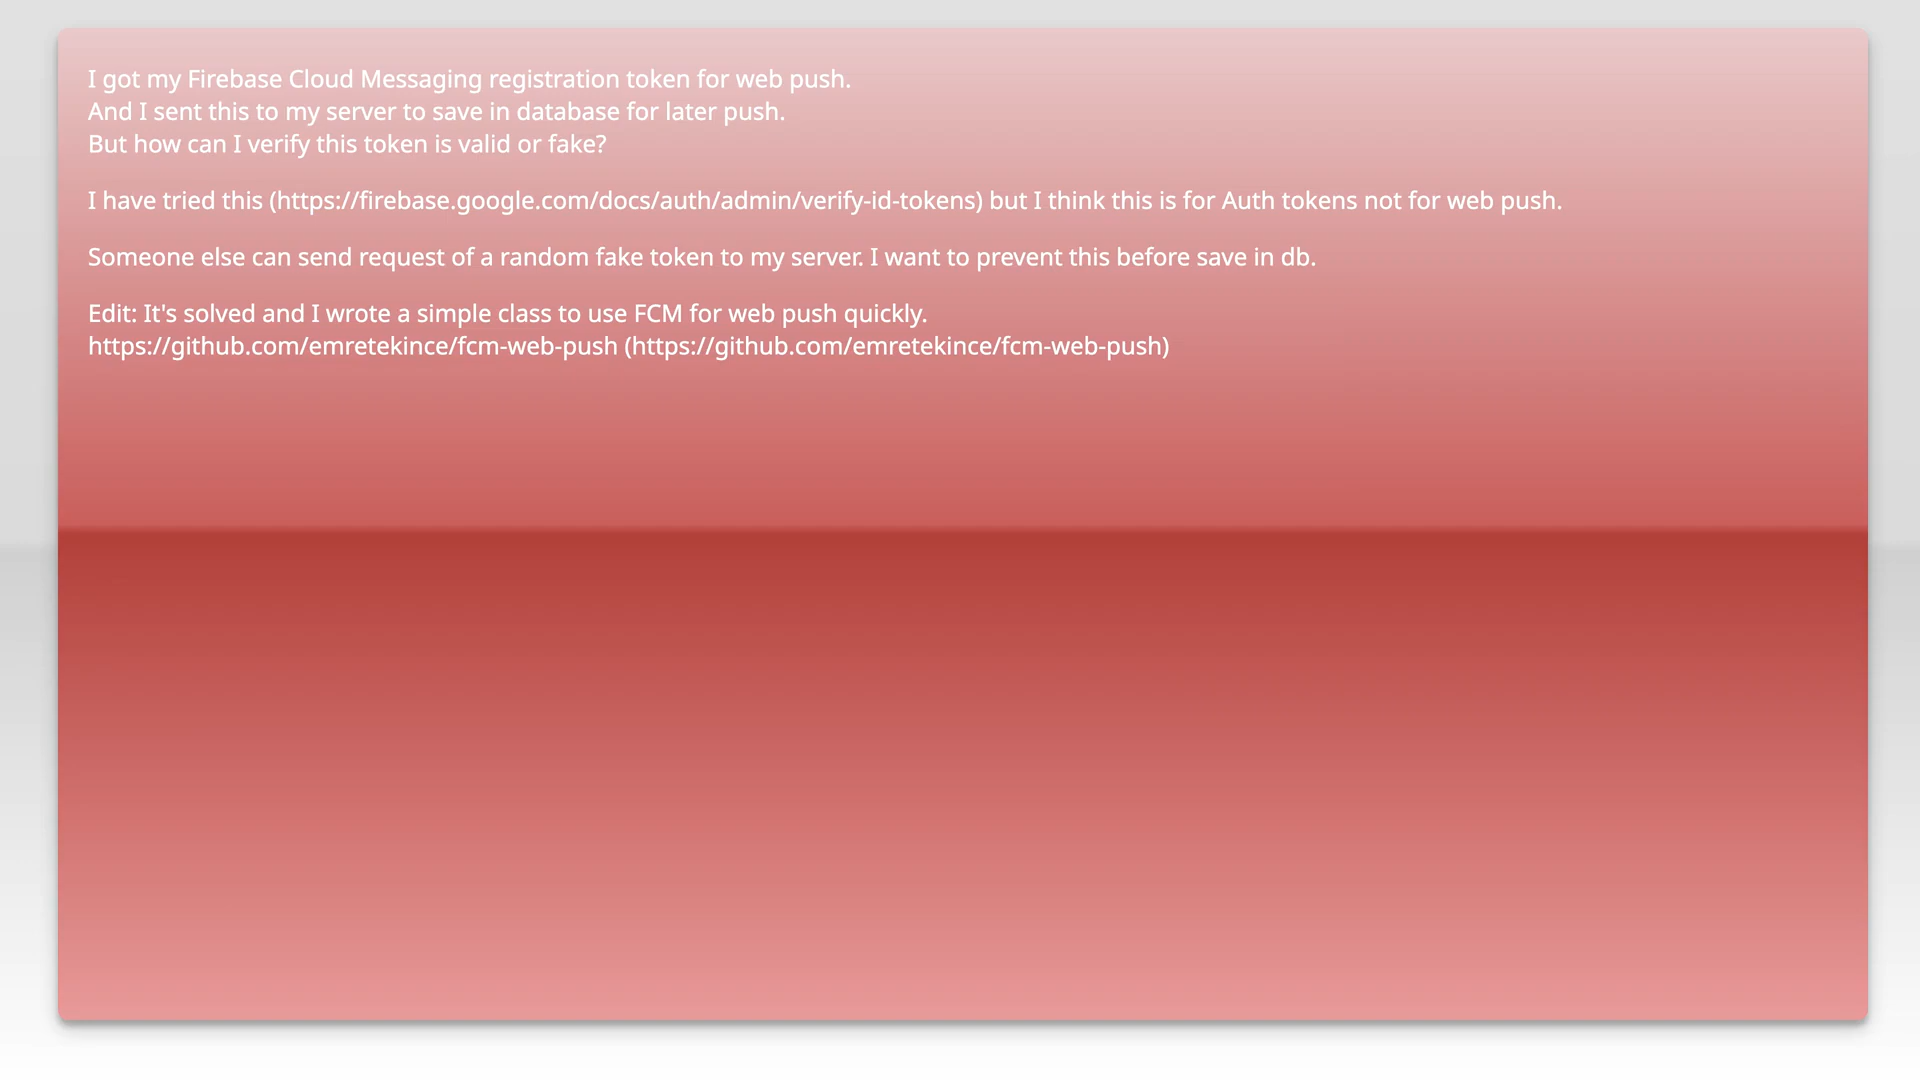 I got my Firebase Cloud Messaging registration token for web push.
And I sent this to my server to save in database for later push.
But how can I verify this token is valid or fake?
I have tried this (https://firebase.google.com/docs/auth/admin/verify-id-tokens) but I think this is for Auth tokens not for web push.
Someone else can send request of a random fake token to my server. I want to prevent this before save in db.
Edit: It's solved and I wrote a simple class to use FCM for web push quickly.
https://github.com/emretekince/fcm-web-push (https://github.com/emretekince/fcm-web-push)